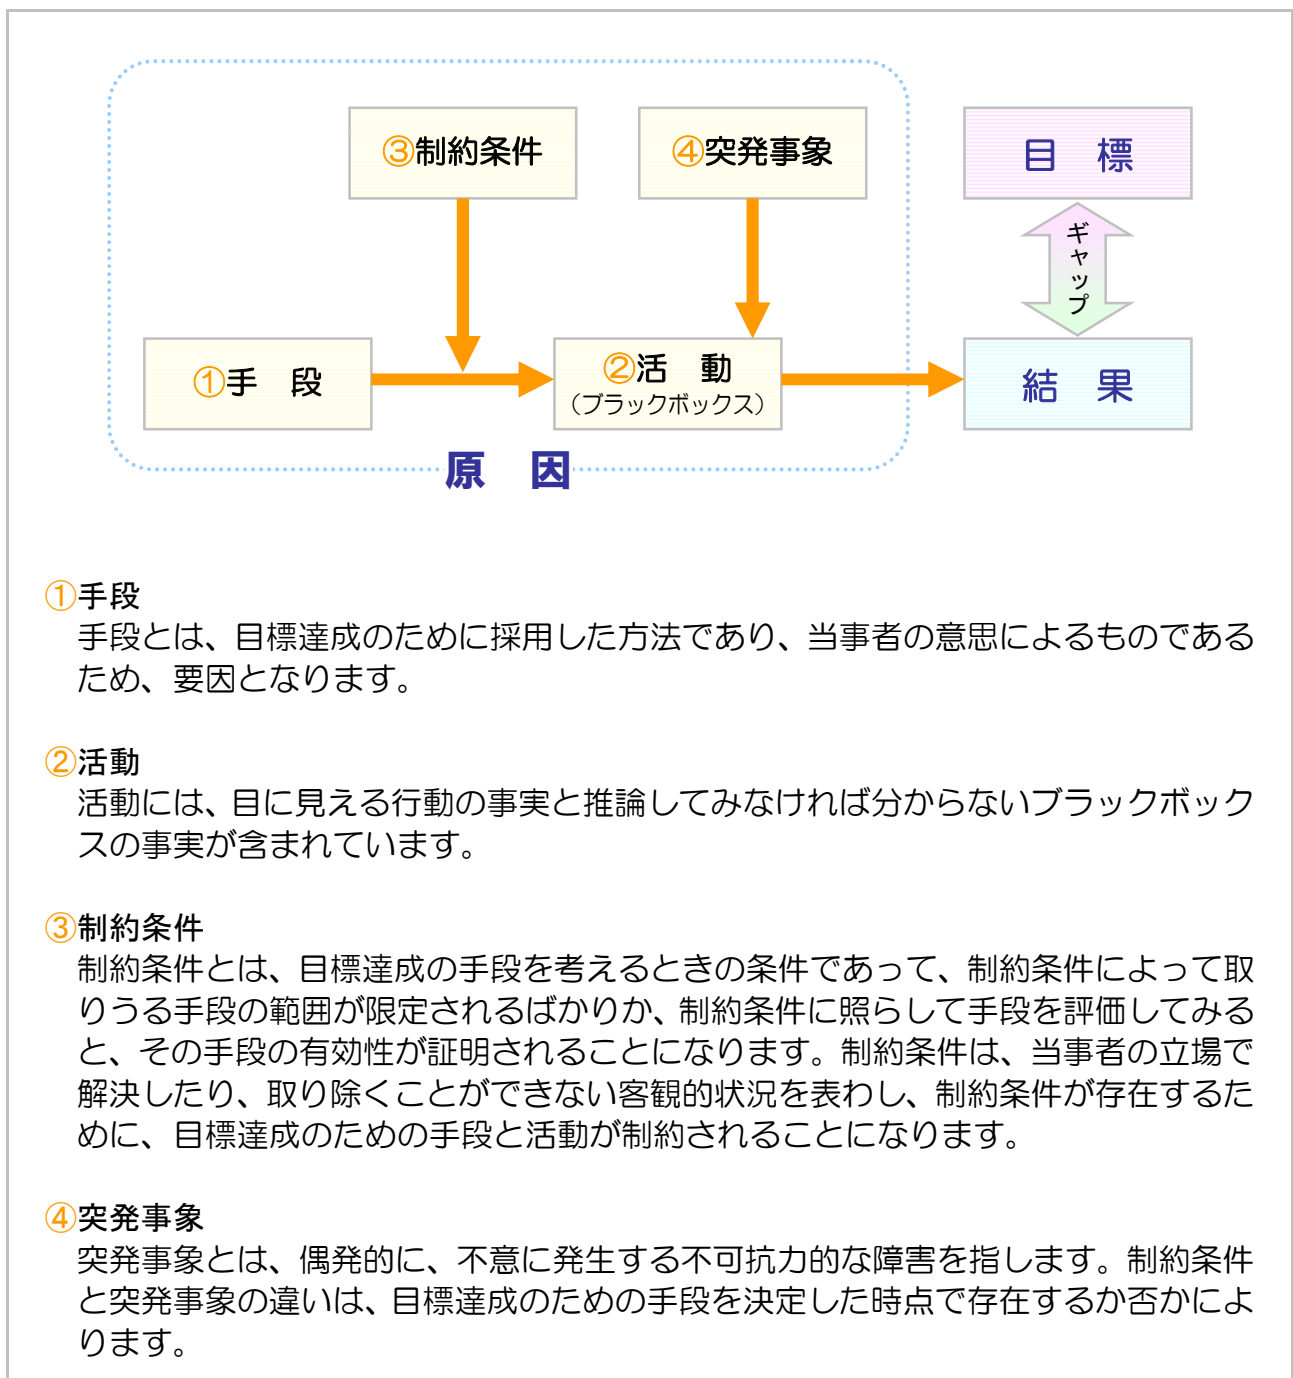 ③制約条件
④突発事象
目　標
ギャップ
①手　段
②活　動
（ブラックボックス）
結　果
原　因
①手段
手段とは、目標達成のために採用した方法であり、当事者の意思によるものである
ため、要因となります。
②活動
活動には、目に見える行動の事実と推論してみなければ分からないブラックボック
スの事実が含まれています。
③制約条件
制約条件とは、目標達成の手段を考えるときの条件であって、制約条件によって取
りうる手段の範囲が限定されるばかりか、制約条件に照らして手段を評価してみる
と、その手段の有効性が証明されることになります。制約条件は、当事者の立場で
解決したり、取り除くことができない客観的状況を表わし、制約条件が存在するた
めに、目標達成のための手段と活動が制約されることになります。
④突発事象
突発事象とは、偶発的に、不意に発生する不可抗力的な障害を指します。制約条件
と突発事象の違いは、目標達成のための手段を決定した時点で存在するか否かによ
ります。